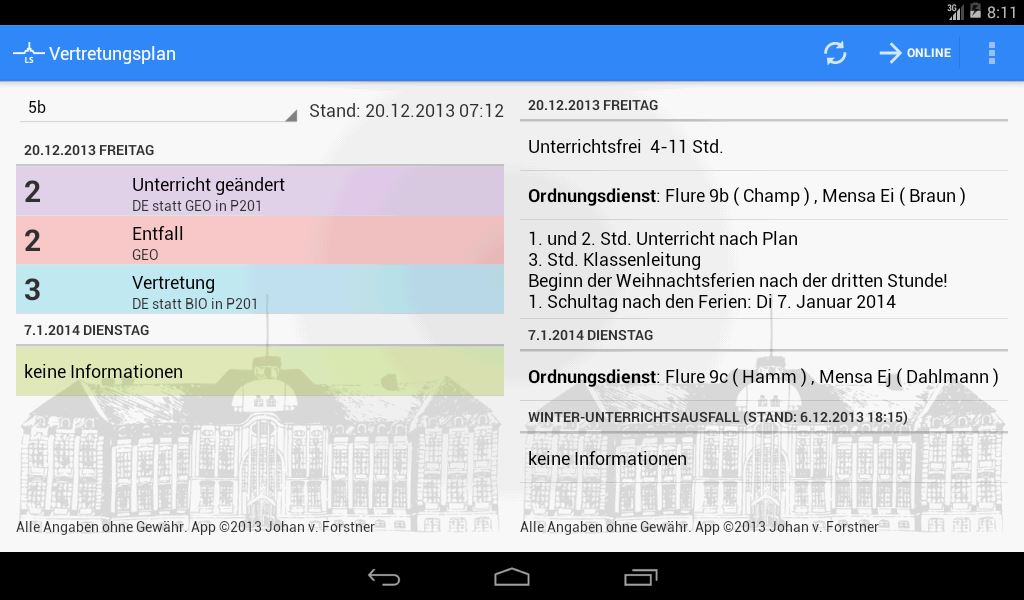 3G 8:11
LS Vertretungsplan ONLINE
5b
Stand: 20.12.2013 07:12
20.12.2013 FREITAG
2 Unterricht geändert
DE statt GEO in P201
2 Entfall
GEO
3 Vertretung
DE statt BIO in P201
7.1.2014 DIENSTAG
keine Informationen
Alle Angaben ohne Gewähr. App ©2013 Johan v. Forstner
20.12.2013 FREITAG
Unterrichtsfrei 4-11 Std.
Ordnungsdienst: Flure 9b ( Champ ) , Mensa Ei ( Braun )
1. und 2. Std. Unterricht nach Plan
3. Std. Klassenleitung
Beginn der Weihnachtsferien nach der dritten Stunde!
1. Schultag nach den Ferien: Di 7. Januar 2014
7.1.2014 DIENSTAG
Ordnungsdienst: Flure 9c ( Hamm ) , Mensa Ej ( Dahlmann )
WINTER-UNTERRICHTSAUSFALL (STAND: 6.12.2013 18:15)
keine Informationen
Alle Angaben ohne Gewähr. App ©2013 Johan v. Forstner